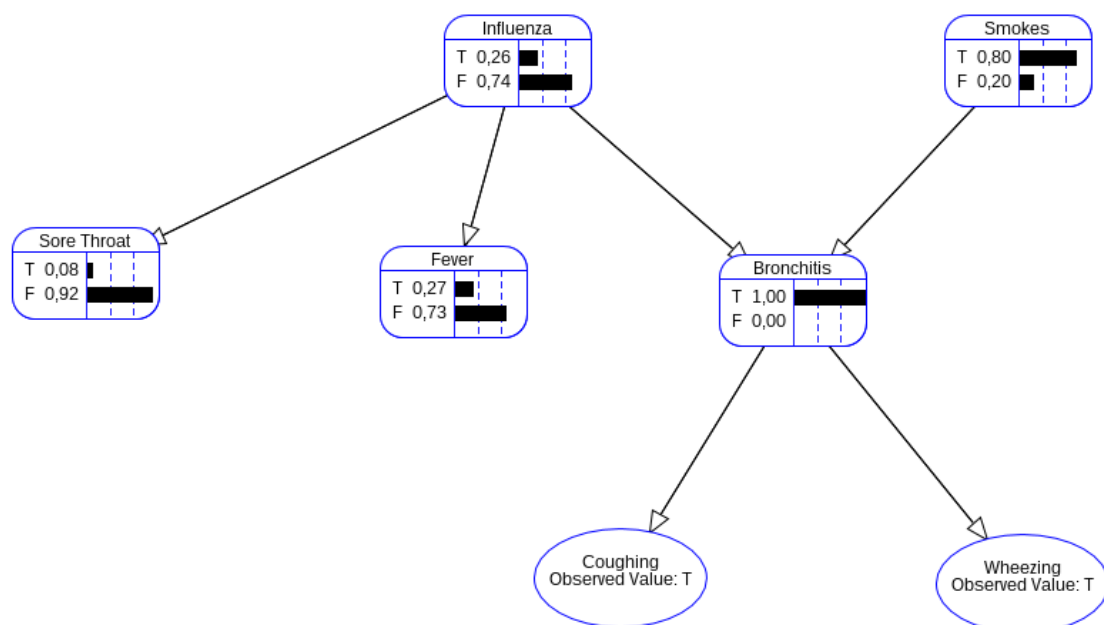 Influenza
T 0,26
F 0,74
Smokes
T 0,80
F 0,20
Sore Throat
T 0,08
F 0,92
Fever
T 0,27
F 0,73
Bronchitis
T 1,00
F 0,00
Coughing
Observed Value: T
Wheezing
Observed Value: T